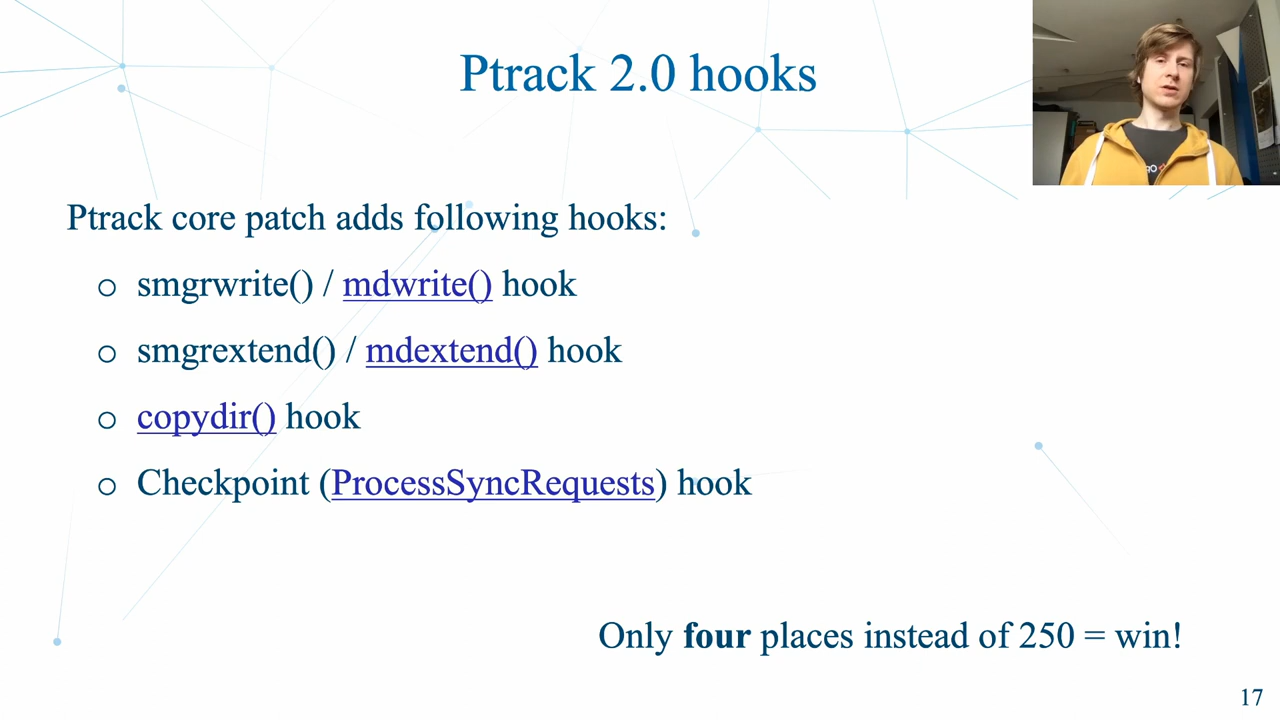 Ptrack 2.0 hooks
Ptrack core patch adds following hooks:
smgrwrite() / mdwrite() hook
smgrextend() / mdextend() hook
copydir() hook
Checkpoint (ProcessSyncRequests) hook
Only four places instead of 250 = win!
17